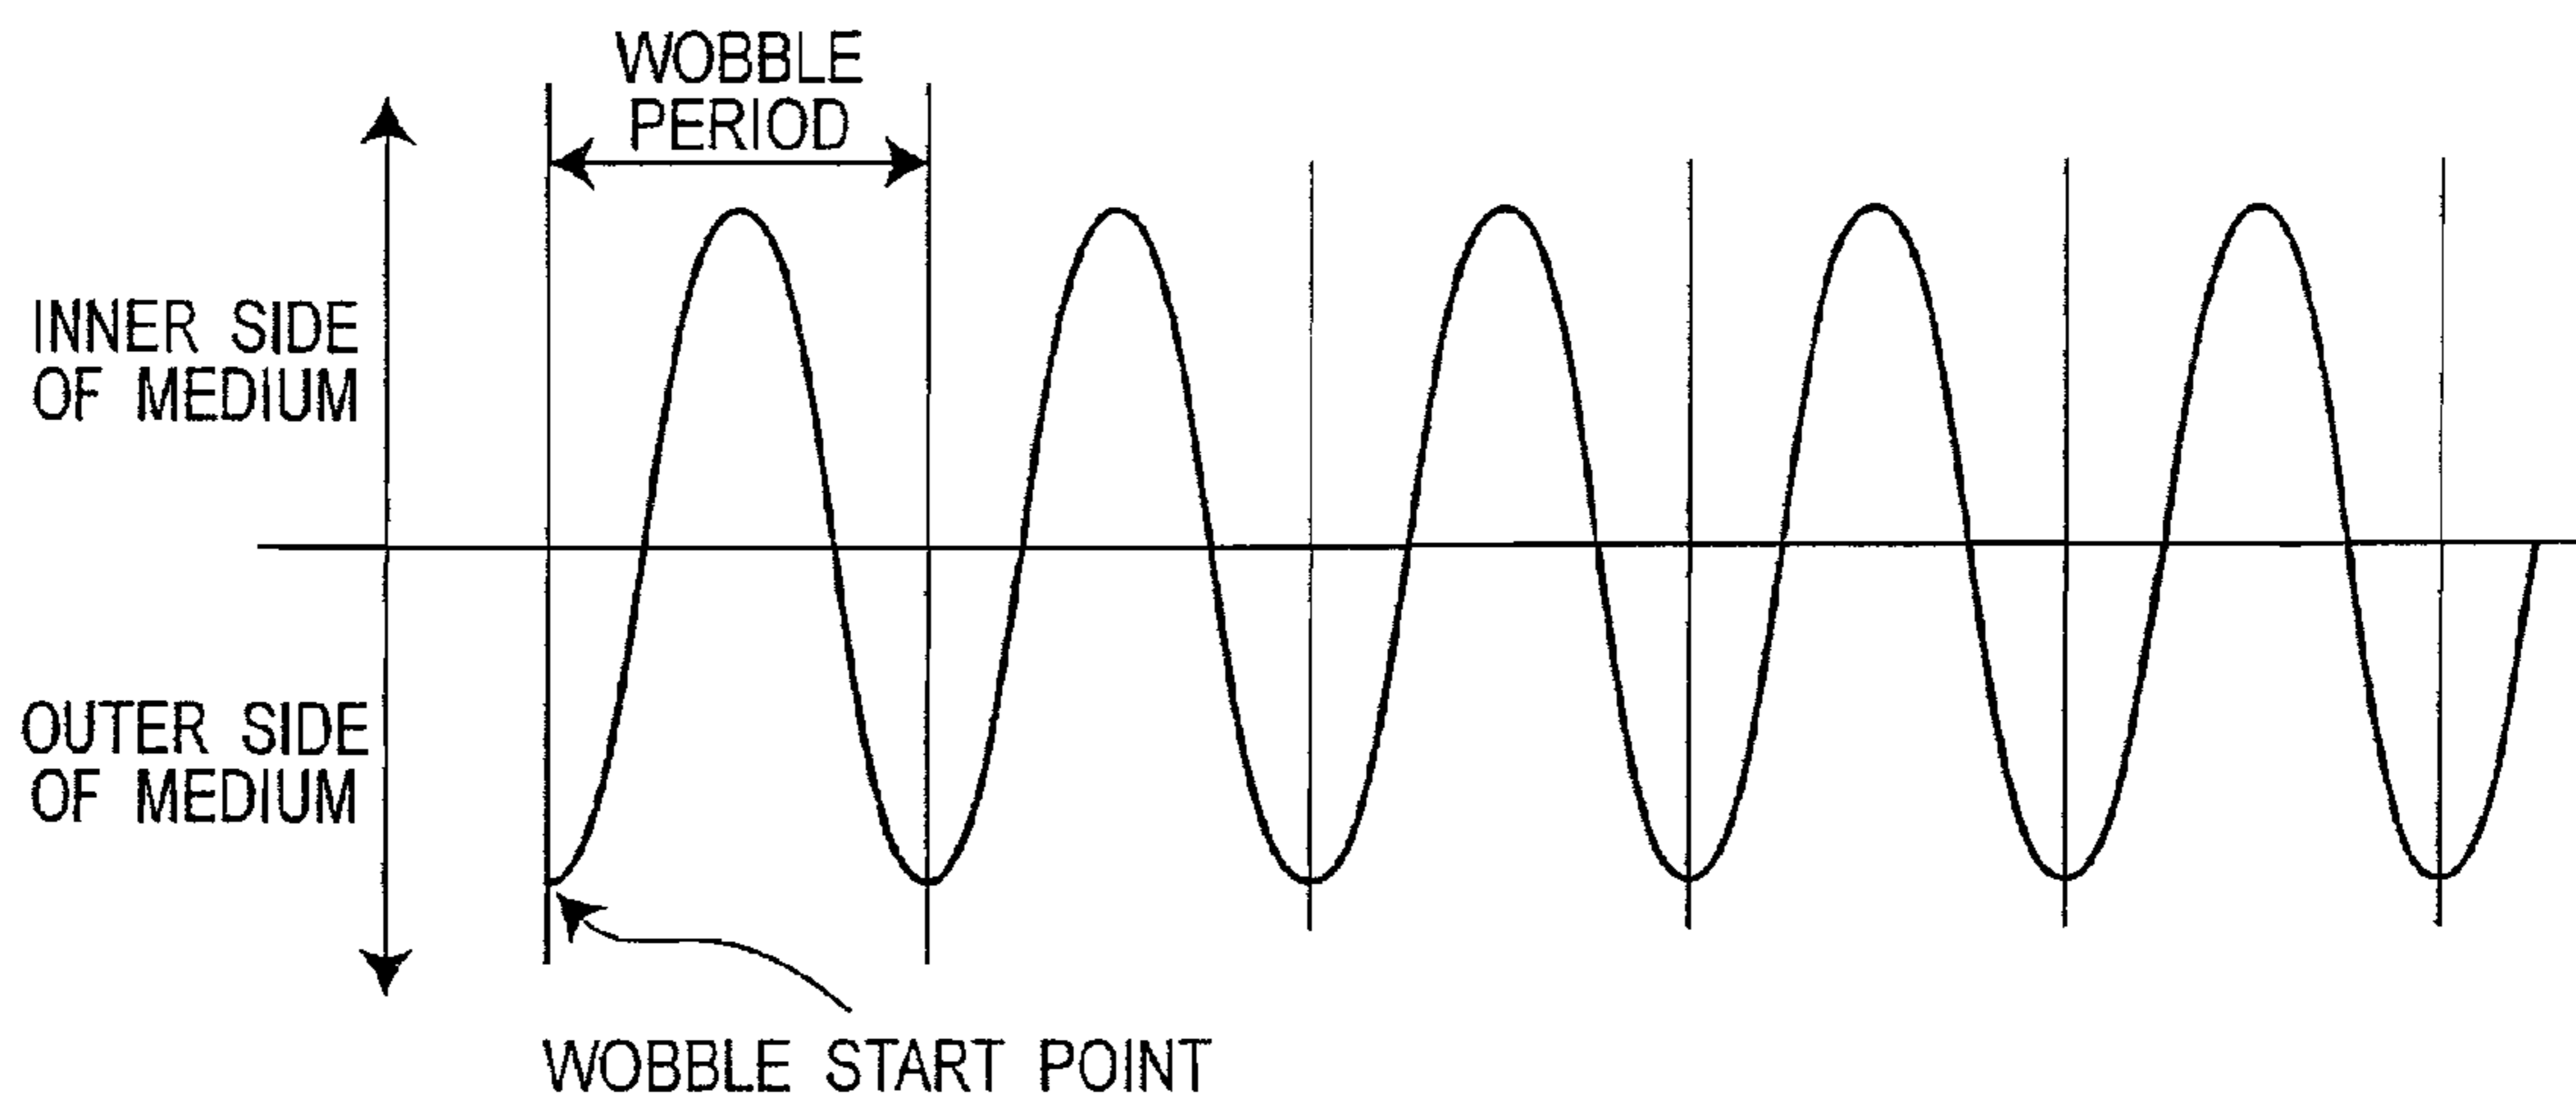 WOBBLE
PERIOD
INNER SIDE
OF MEDIUM
OUTER SIDE
OF MEDIUM
WOBBLE START POINT